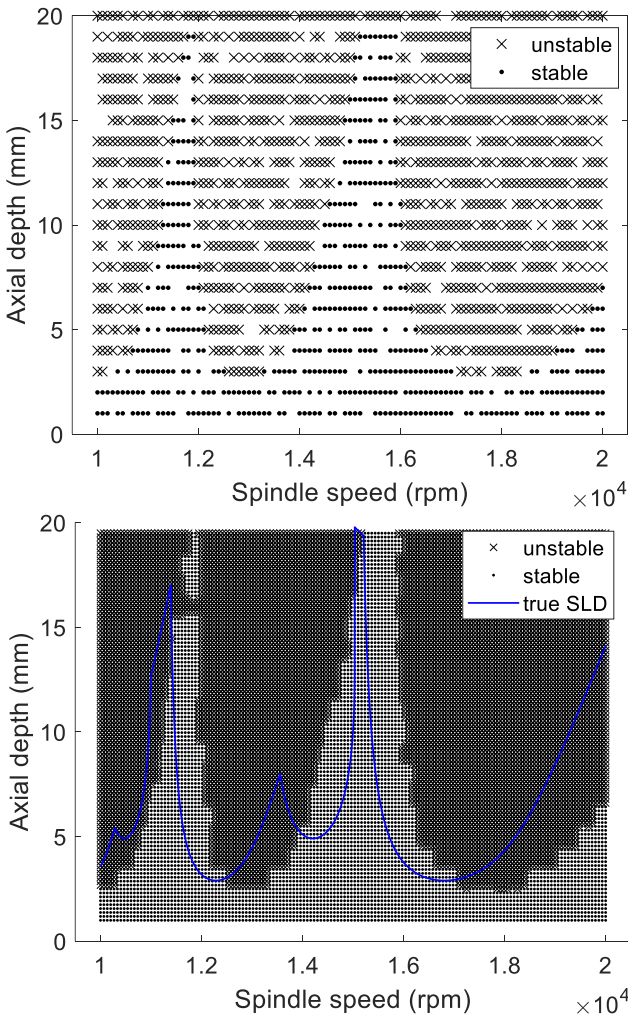 20
15
10
5
0
Axial depth (mm)
× unstable
• stable
1 1.2 1.4 1.6 1.8 2
Spindle speed (rpm)
×10⁴
20
15
10
5
0
Axial depth (mm)
× unstable
• stable
true SLD
1 1.2 1.4 1.6 1.8 2
Spindle speed (rpm)
×10⁴